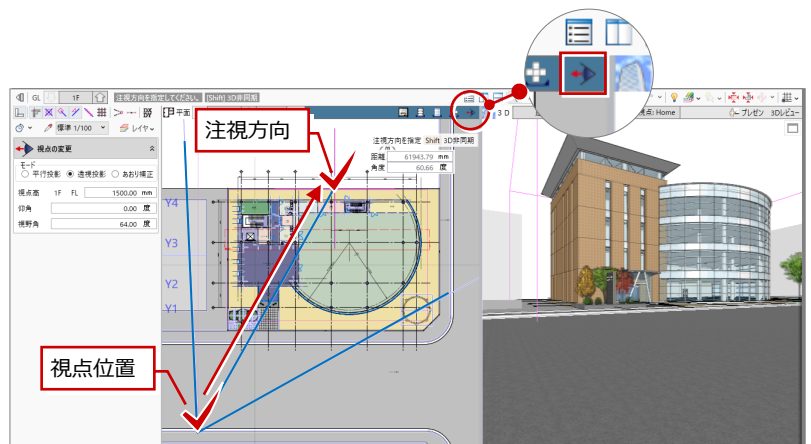 GL
1F
注視方向を指定してください。 [Shift] 3D非同期
平面
3 D
視点: Home
プレゼン
3Dレビュー
標準 1/100
レイヤ
視点の変更
モード
平行投影
透視投影
あおり補正
視点高 1F FL 1500.00 mm
仰角 0.00 度
視野角 64.00 度
注視方向
注視方向を指定 Shift 3D非同期
距離 61943.79 mm
角度 60.66 度
Y4
Y3
Y2
Y1
視点位置